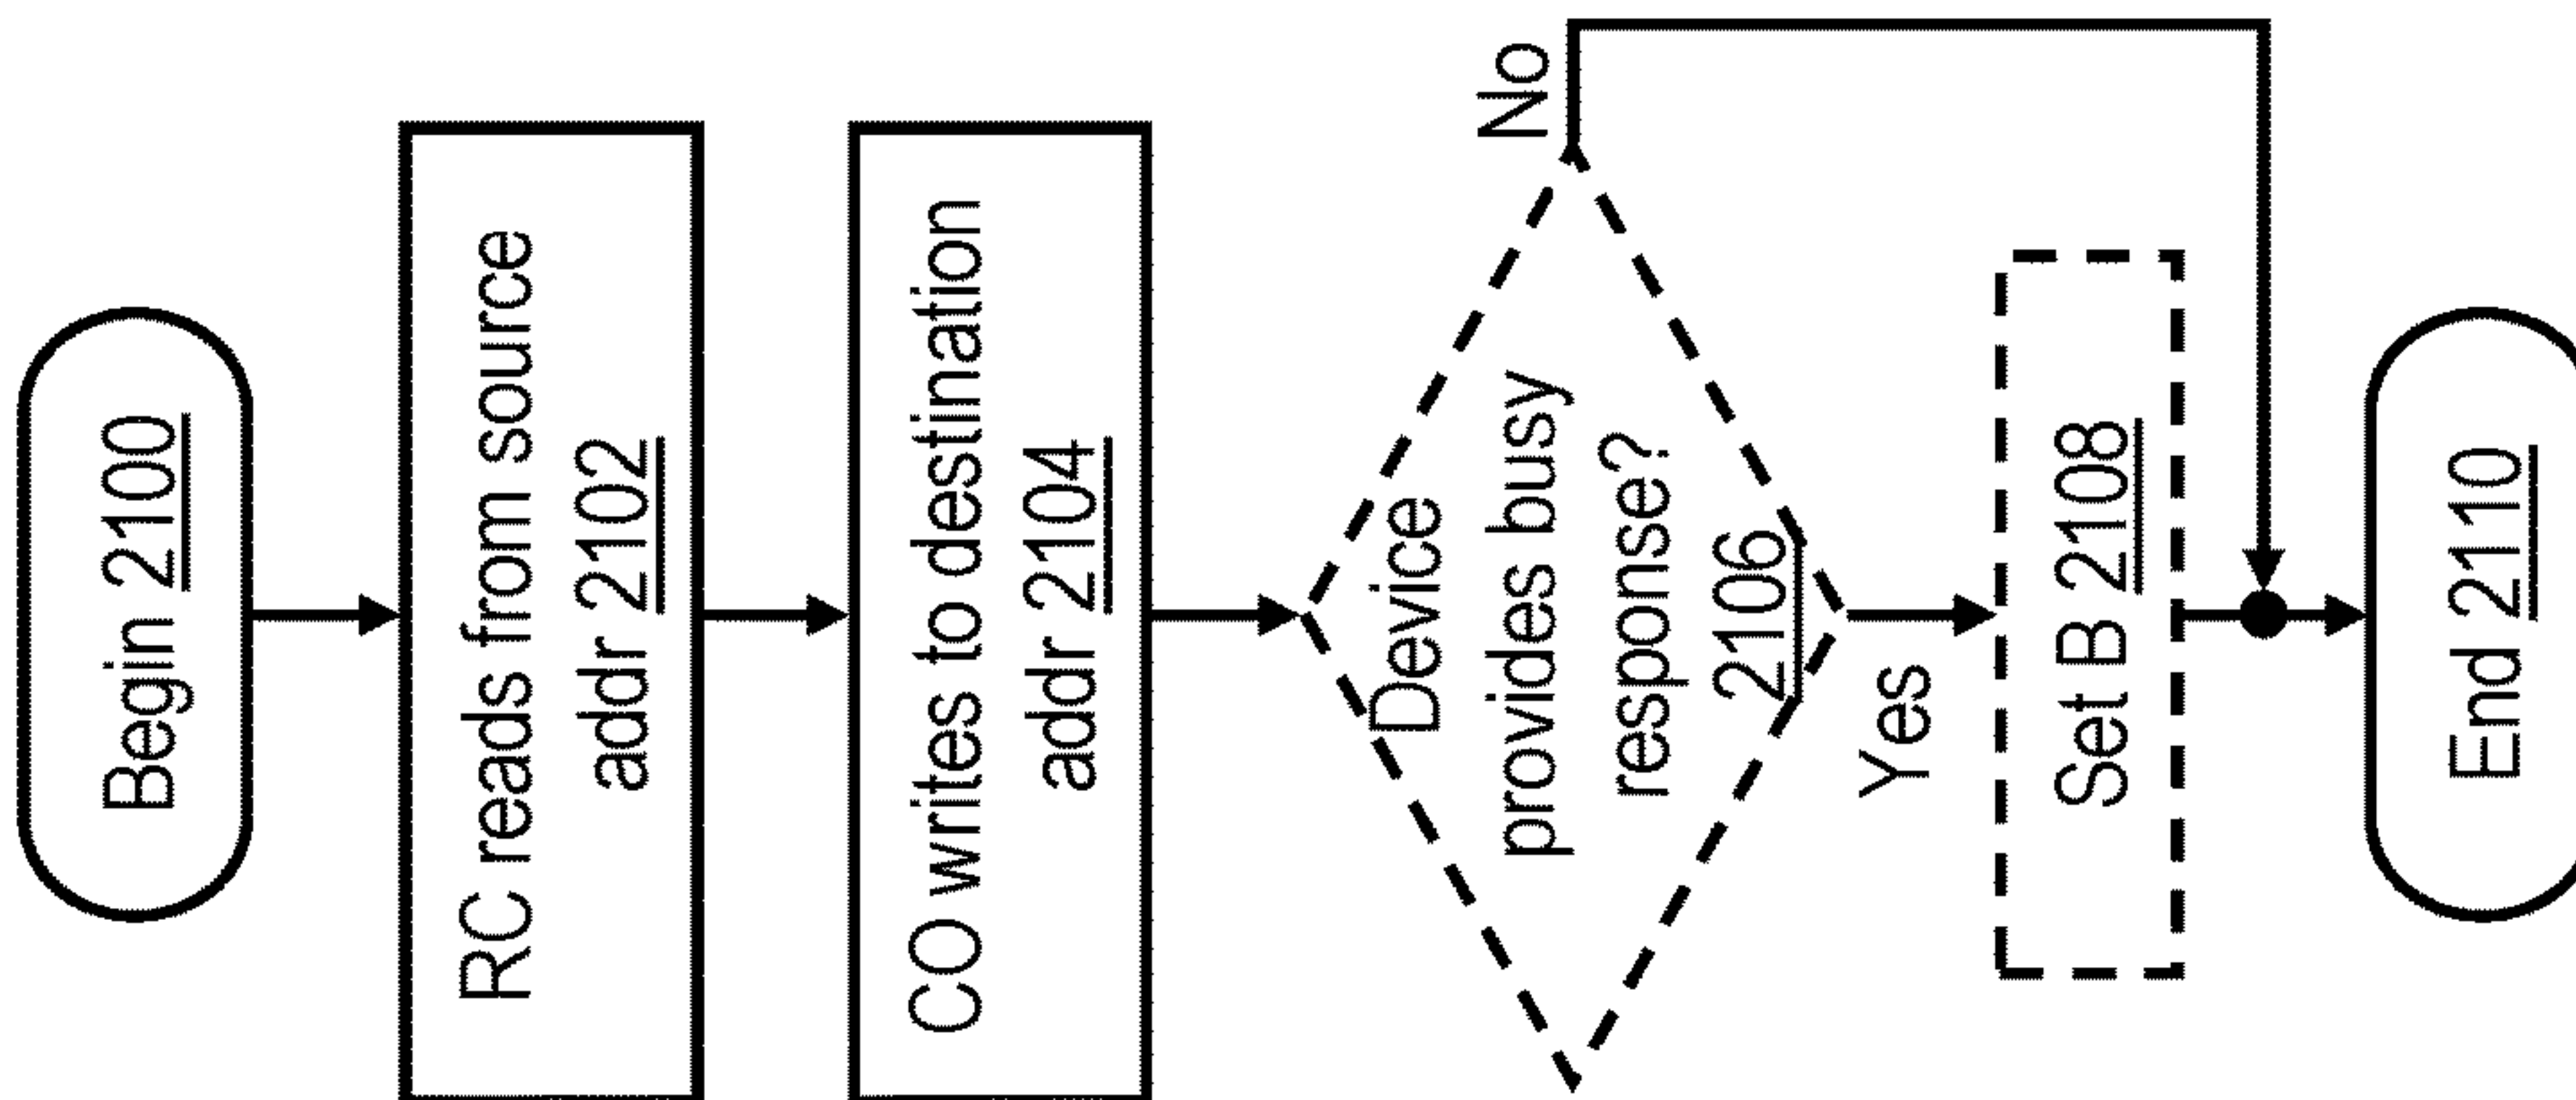 Begin 2100
RC reads from source
addr 2102
CO writes to destination
addr 2104
Device
provides busy
response?
2106
No
Yes
Set B 2108
End 2110